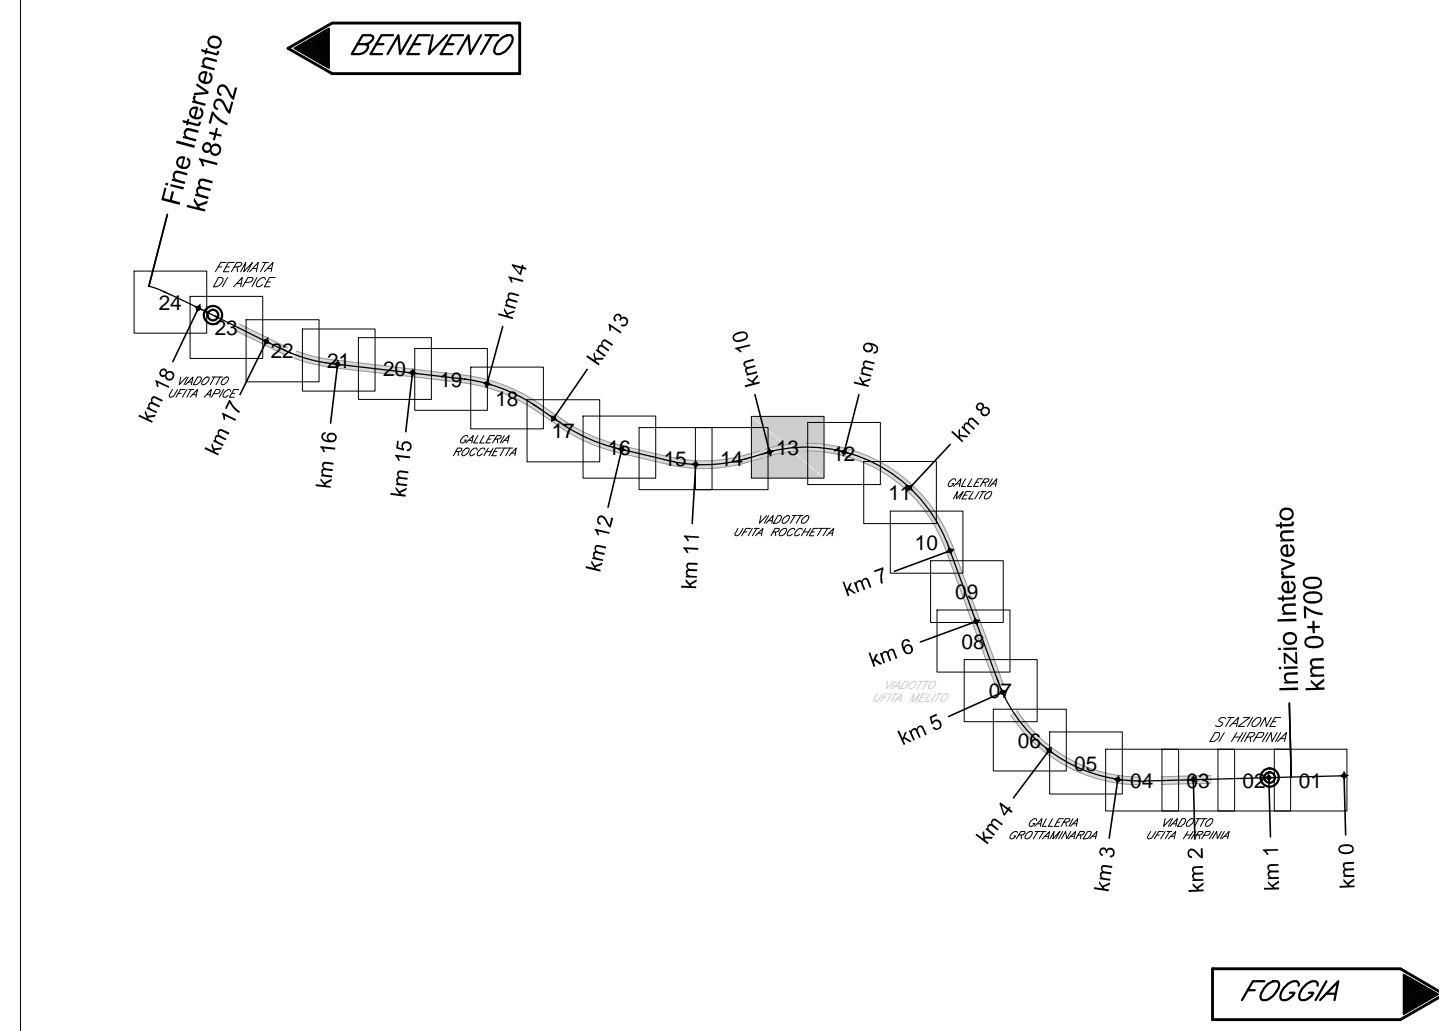 BENEVENTO
Fine Intervento
km 18+722
FERMATA
DI APICE
24
23
22
21
20
19
18
17
16
15
14
13
12
11
10
09
08
07
06
05
04
03
02
01
km 18
VIADOTTO
UFITA APICE
km 17
km 16
km 15
km 14
GALLERIA
ROCCHETTA
km 13
km 12
km 11
km 10
VIADOTTO
UFITA ROCCHETTA
km 9
km 8
GALLERIA
MELITO
km 7
km 6
VIADOTTO
UFITA MELITO
km 5
km 4
GALLERIA
GROTTAMINARDA
km 3
VIADOTTO
UFITA HIRPINIA
km 2
STAZIONE
DI HIRPINIA
km 1
Inizio Intervento
km 0+700
km 0
FOGGIA